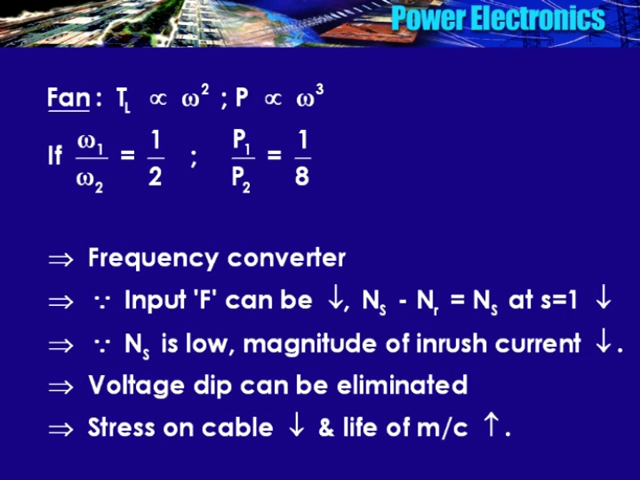 Power Electronics
Fan : T_L ∝ ω² ; P ∝ ω³
If ω₁/ω₂ = 1/2 ; P₁/P₂ = 1/8
⇒ Frequency converter
⇒ ∵ Input 'F' can be ↓, N_S - N_r = N_S at s=1 ↓
⇒ ∵ N_S is low, magnitude of inrush current ↓.
⇒ Voltage dip can be eliminated
⇒ Stress on cable ↓ & life of m/c ↑.